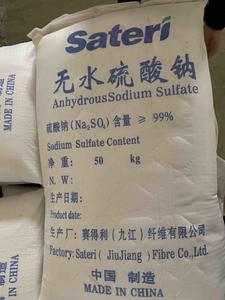 Sateri
无水硫酸钠
AnhydrousSodium Sulfate
硫酸钠(Na₂SO₄)含量 ≥ 99%
Sodium Sulfate Content
净 重: 50 kg
N. W:
生产日期:
Product date:
生产厂: 赛得利(九江)纤维有限公司
Factory: Sateri (JiuJiang) Fibre Co.,Ltd.
中国 制造
MADE IN CHINA
制造
MADE IN CHINA